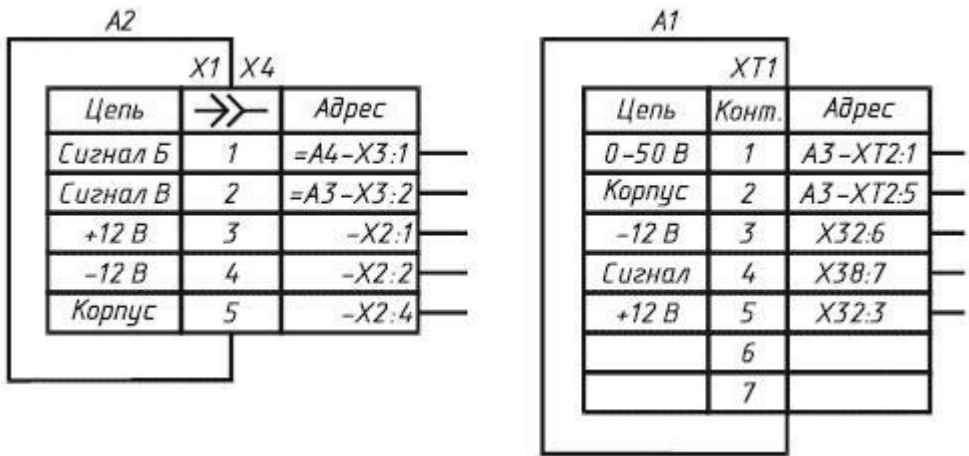 A2
X1 X4
Цепь Адрес
Сигнал Б 1 =A4-X3:1
Сигнал В 2 =A3-X3:2
+12 В 3 -X2:1
-12 В 4 -X2:2
Корпус 5 -X2:4
A1
XT1
Цепь Конт. Адрес
0-50 В 1 A3-XT2:1
Корпус 2 A3-XT2:5
-12 В 3 X32:6
Сигнал 4 X38:7
+12 В 5 X32:3
6
7